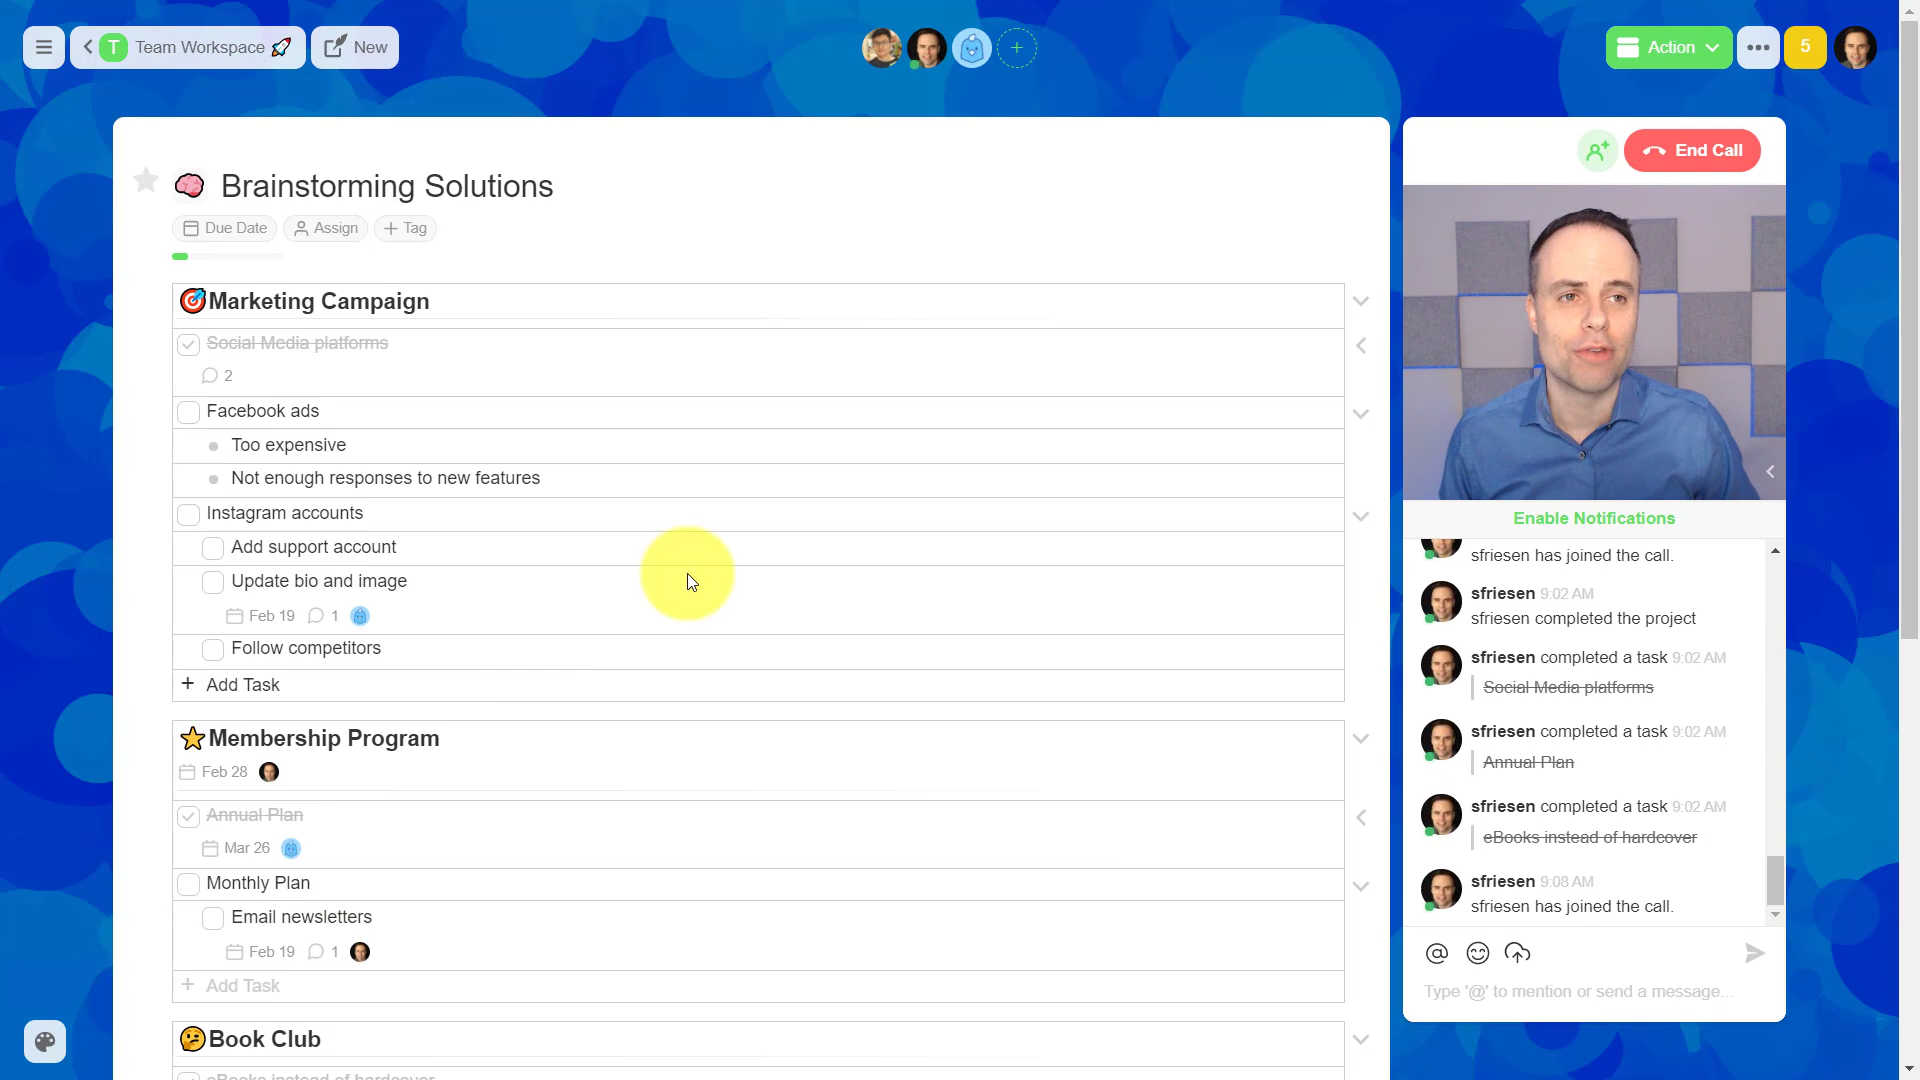 T Team Workspace
New
Action
5
End Call
Brainstorming Solutions
Due Date Assign + Tag
Marketing Campaign
Social Media platforms
2
Facebook ads
Too expensive
Not enough responses to new features
Instagram accounts
Add support account
Update bio and image
Feb 19 1
Follow competitors
+ Add Task
Membership Program
Feb 28
Annual Plan
Mar 26
Monthly Plan
Email newsletters
Feb 19 1
+ Add Task
Book Club
eBooks instead of hardcover
Enable Notifications
sfriesen has joined the call.
sfriesen 9:02 AM
sfriesen completed the project
sfriesen completed a task 9:02 AM
Social Media platforms
sfriesen completed a task 9:02 AM
Annual Plan
sfriesen completed a task 9:02 AM
eBooks instead of hardcover
sfriesen 9:08 AM
sfriesen has joined the call.
Type '@' to mention or send a message...